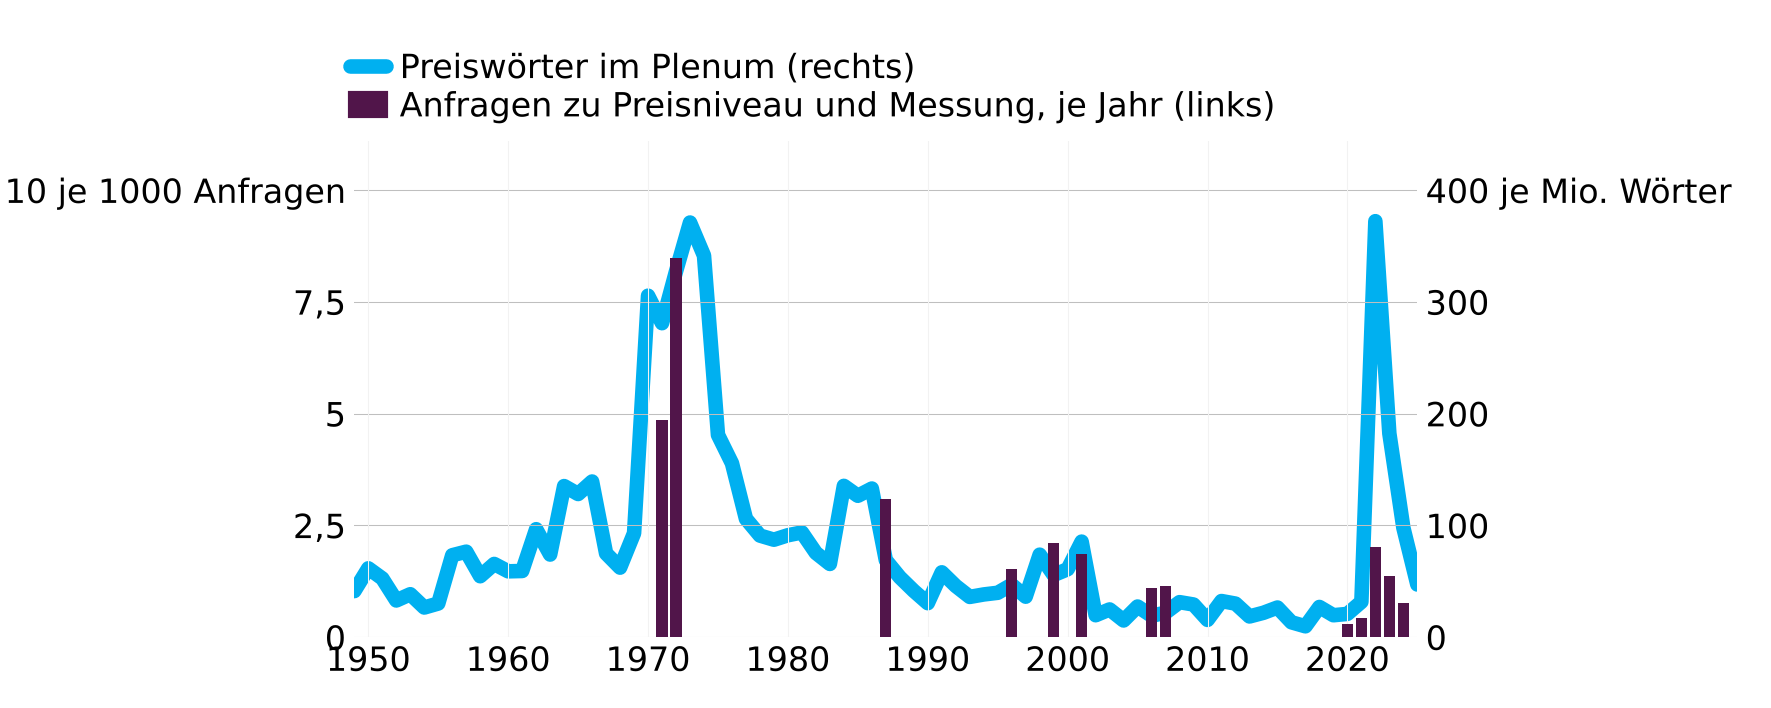 Preiswörter im Plenum (rechts)
Anfragen zu Preisniveau und Messung, je Jahr (links)
10 je 1000 Anfragen
400 je Mio. Wörter
7,5
300
5
200
2,5
100
0
0
1950 1960 1970 1980 1990 2000 2010 2020